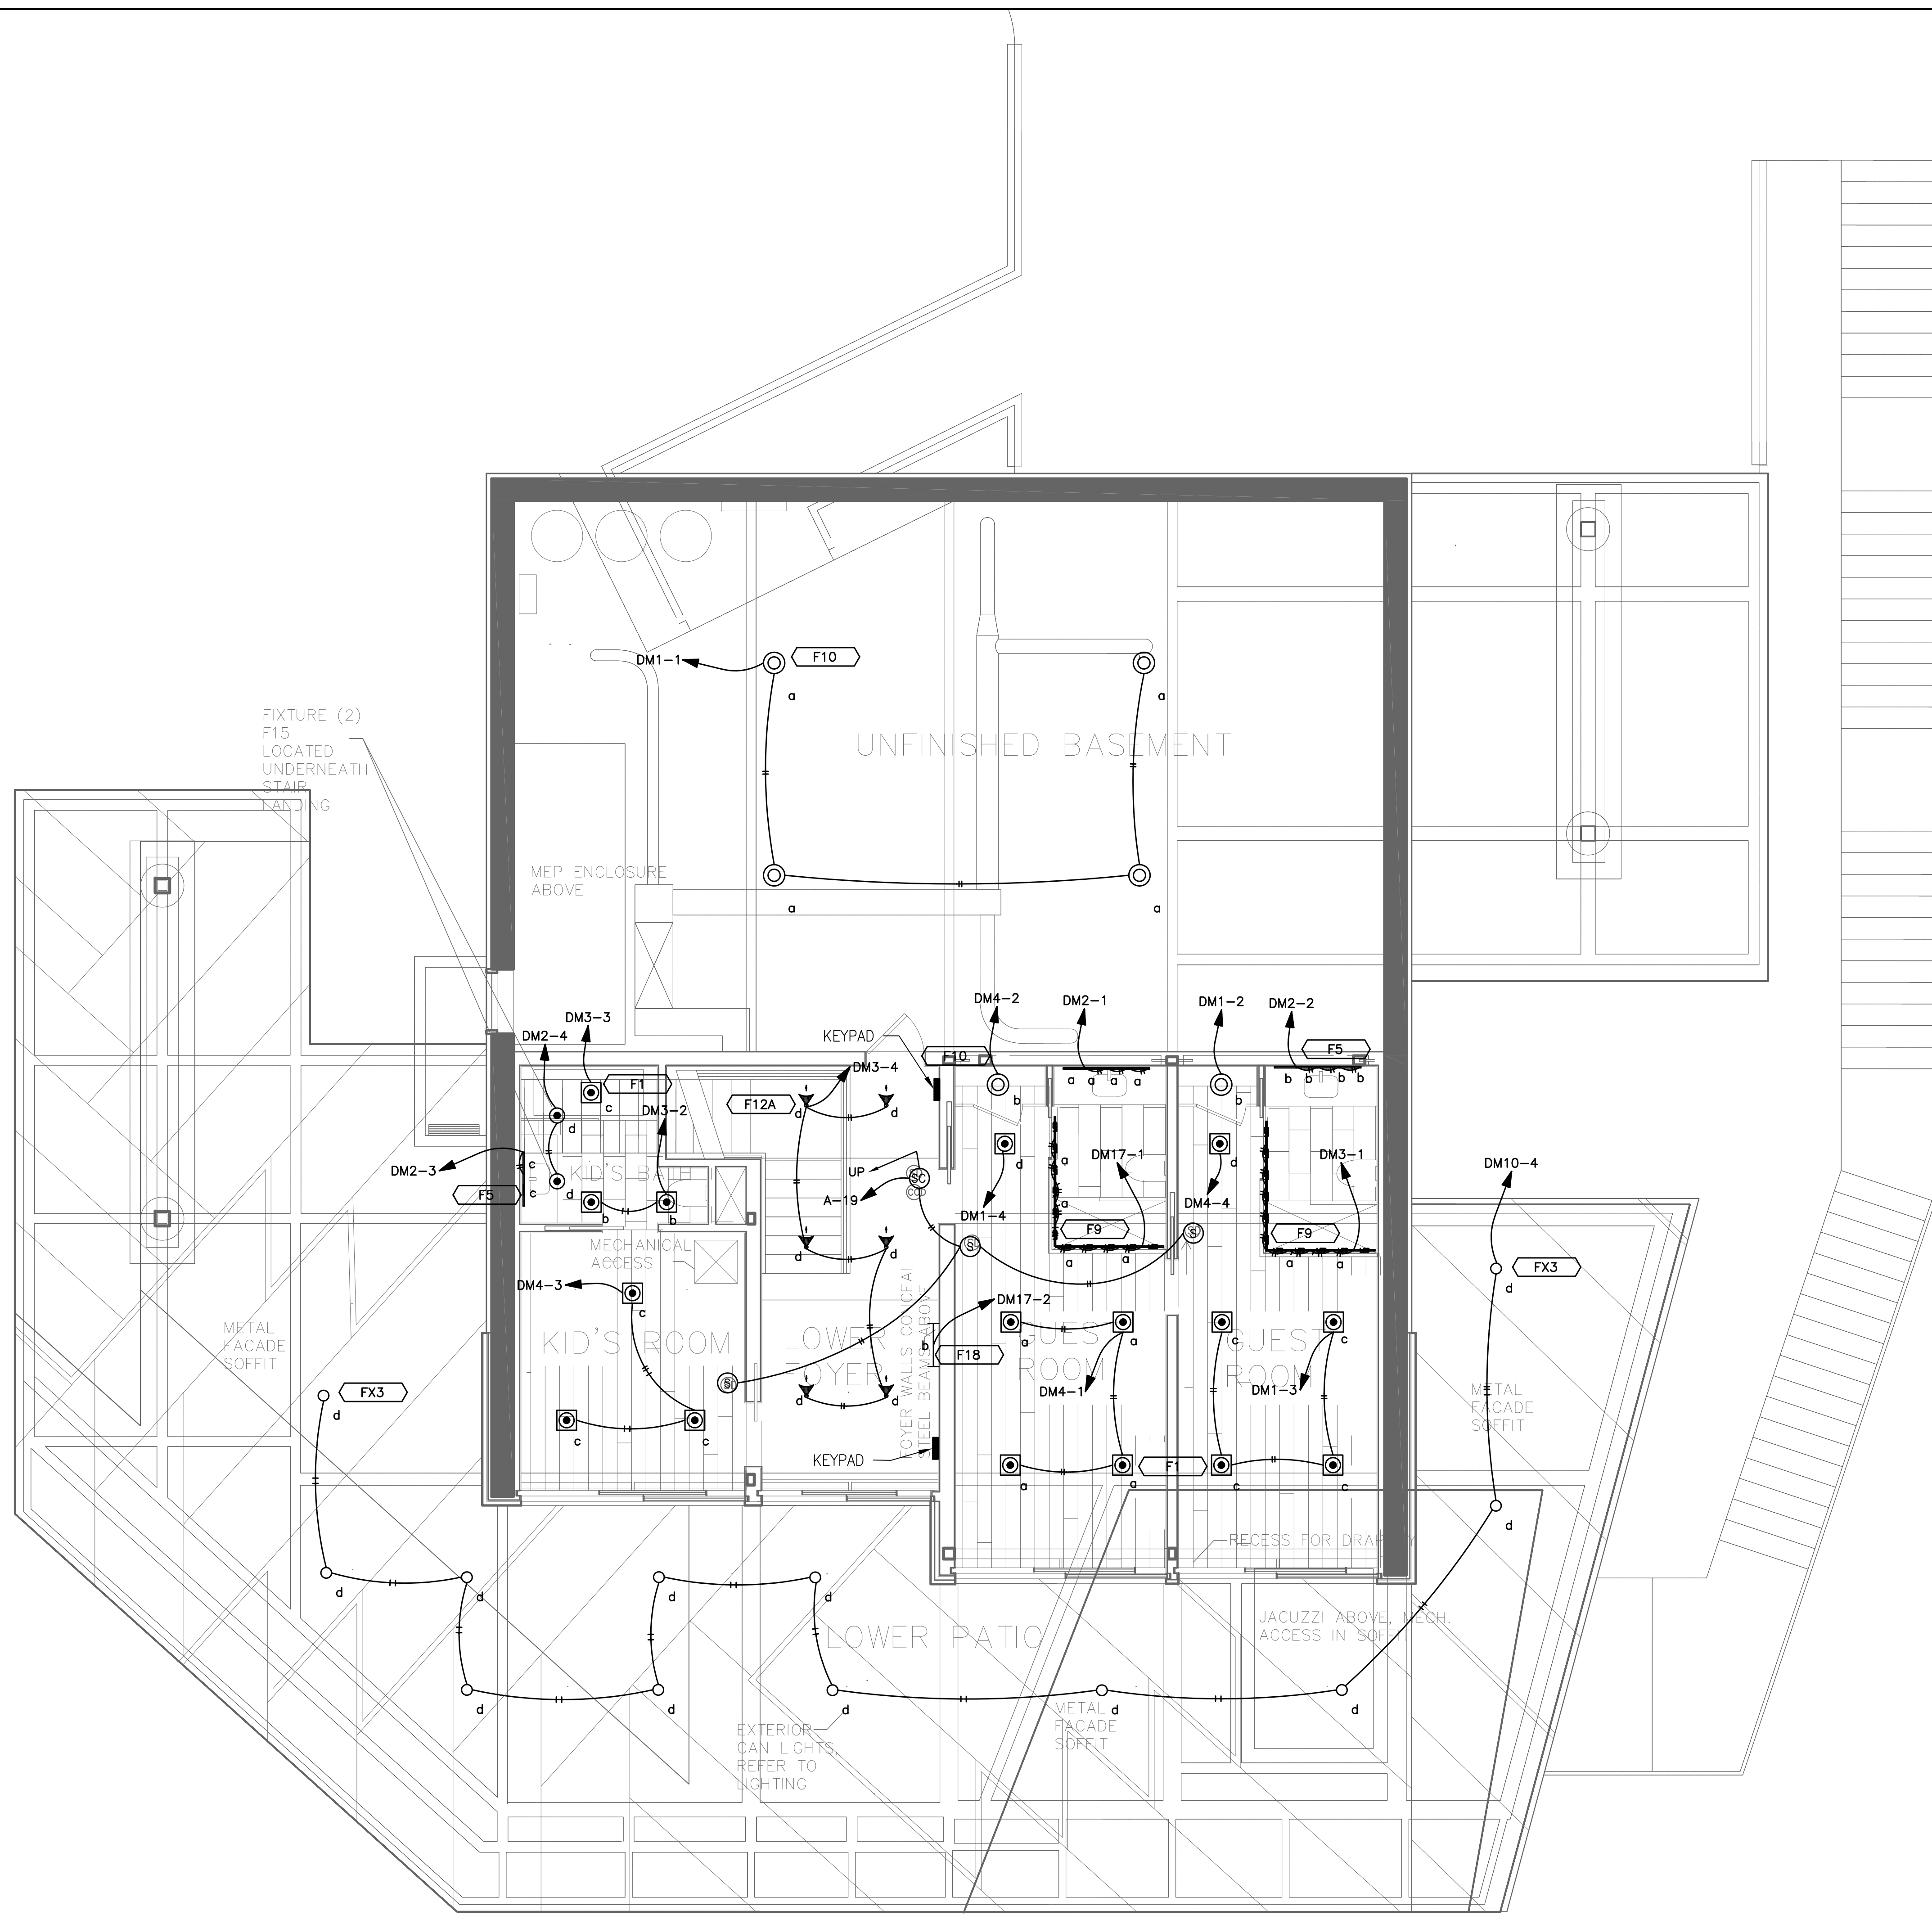 DM1-1
F10
a
a
FIXTURE (2)
F15
LOCATED
UNDERNEATH
STAIR
LANDING
UNFINISHED BASEMENT
MEP ENCLOSURE
ABOVE
a
a
DM4-2
DM2-1
DM1-2
DM2-2
DM3-3
DM2-4
KEYPAD
F10
F5
DM3-4
F1
F12A
DM3-2
a
a
a
a
b
b
b
b
c
b
b
d
d
d
DM2-3
c
KID'S BATH
UP
SC
COD
A-19
d
d
a
DM17-1
DM3-1
DM10-4
F5
c
d
b
b
DM1-4
a
DM4-4
F9
F9
S
S
MECHANICAL
ACCESS
d
d
a
a
a
a
FX3
d
DM4-3
c
DM17-2
FOYER WALLS CONCEAL
STEEL BEAMS ABOVE
METAL
FACADE
SOFFIT
KID'S ROOM
LOWER
FOYER
b
F18
a
a
GUEST
ROOM
c
c
GUEST
ROOM
S
FX3
d
d
d
DM4-1
DM1-3
METAL
FACADE
SOFFIT
c
c
KEYPAD
F1
a
a
c
c
d
RECESS FOR DRAPERY
d
d
d
d
LOWER PATIO
JACUZZI ABOVE, MECH.
ACCESS IN SOFFIT
d
d
d
d
d
EXTERIOR
CAN LIGHTS,
REFER TO
LIGHTING
METAL
FACADE
SOFFIT